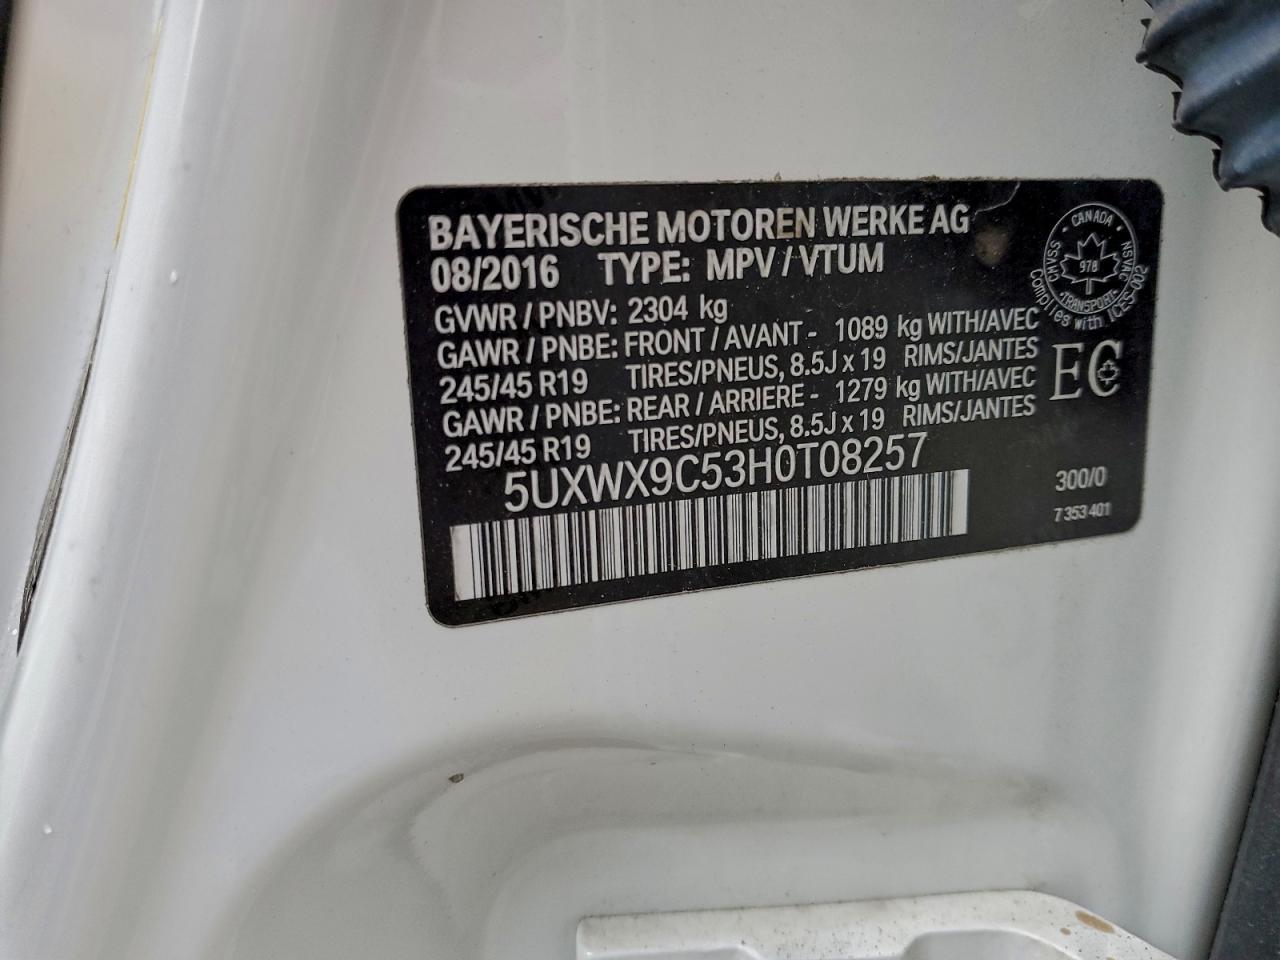 BAYERISCHE MOTOREN WERKE AG
08/2016 TYPE: MPV / VTUM
GVWR / PNBV: 2304 kg
GAWR / PNBE: FRONT / AVANT - 1089 kg WITH/AVEC
245/45 R19 TIRES/PNEUS, 8.5J x 19 RIMS/JANTES
GAWR / PNBE: REAR / ARRIERE - 1279 kg WITH/AVEC
245/45 R19 TIRES/PNEUS, 8.5J x 19 RIMS/JANTES
5UXWX9C53H0T08257
CANADA
CMVSS
NSVAC
978
TRANSPORT
Complies with ICES-002
EC
300/0
7 353 401